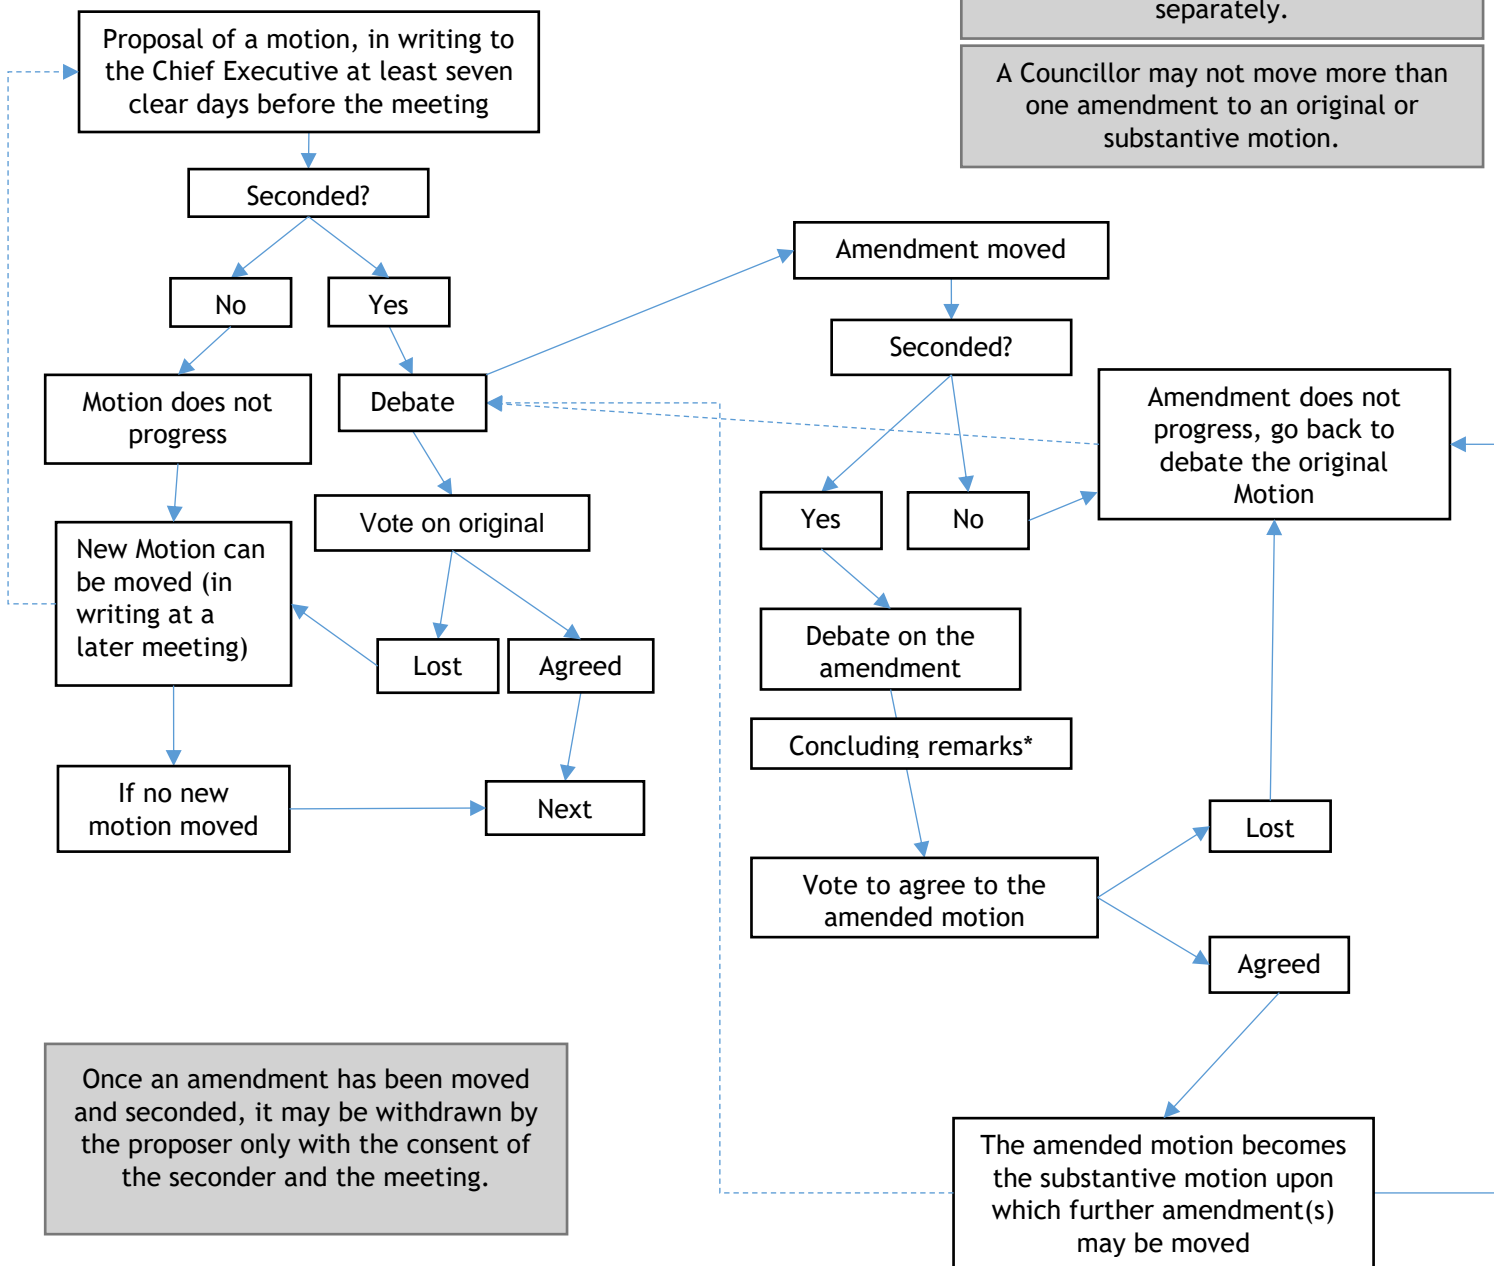 separately.
Proposal of a motion, in writing to
the Chief Executive at least seven
clear days before the meeting
A Councillor may not move more than
one amendment to an original or
substantive motion.
Seconded?
No
Yes
Motion does not
progress
Debate
Vote on original
New Motion can
be moved (in
writing at a
later meeting)
Lost
Agreed
If no new
motion moved
Next
Amendment moved
Seconded?
Amendment does not
progress, go back to
debate the original
Motion
Yes
No
Debate on the
amendment
Concluding remarks*
Vote to agree to the
amended motion
Lost
Agreed
Once an amendment has been moved
and seconded, it may be withdrawn by
the proposer only with the consent of
the seconder and the meeting.
The amended motion becomes
the substantive motion upon
which further amendment(s)
may be moved